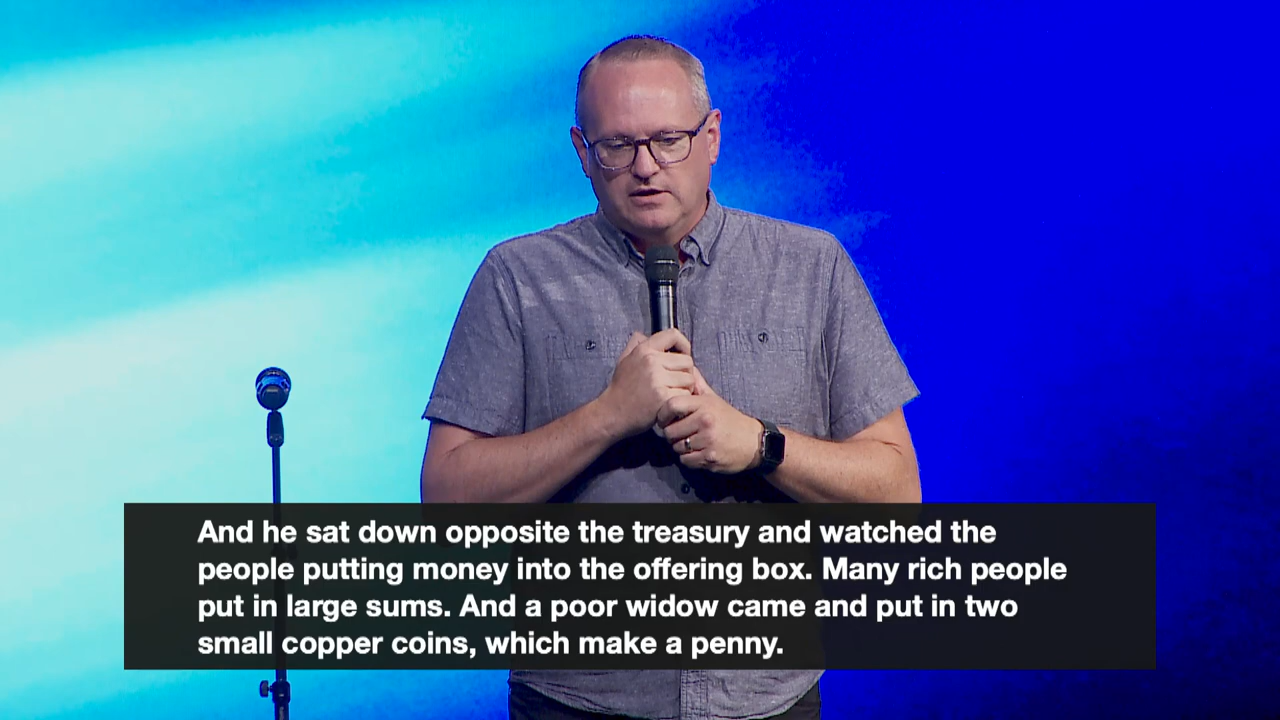 And he sat down opposite the treasury and watched the
people putting money into the offering box. Many rich people
put in large sums. And a poor widow came and put in two
small copper coins, which make a penny.